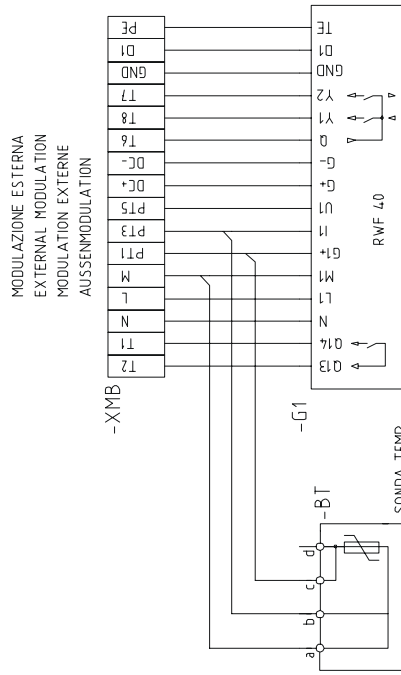 MODULAZIONE ESTERNA
EXTERNAL MODULATION
MODULATION EXTERNE
AUSSENMODULATION
-XMB
PE
D1
GND
T7
T8
T6
DC-
DC+
PT5
PT3
PT1
M
L
N
T1
T2
-G1
TE
D1
GND
Y2
Y1
Q
G-
G+
U1
I1
G1+
M1
L1
N
Q14
Q13
RWF 40
-BT
a
b
c
d
SONDA TEMP.